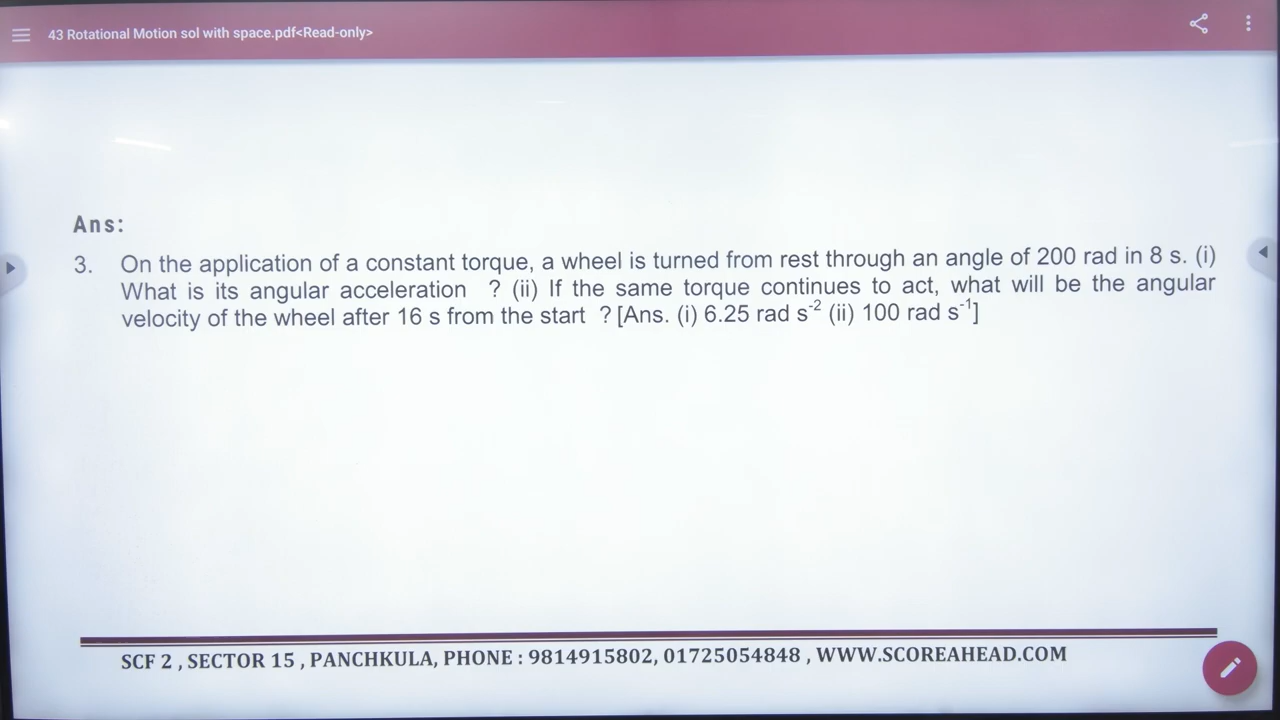 43 Rotational Motion sol with space.pdf<Read-only>
Ans:
3. On the application of a constant torque, a wheel is turned from rest through an angle of 200 rad in 8 s. (i)
What is its angular acceleration ? (ii) If the same torque continues to act, what will be the angular
velocity of the wheel after 16 s from the start ? [Ans. (i) 6.25 rad s⁻² (ii) 100 rad s⁻¹]
SCF 2 , SECTOR 15 , PANCHKULA, PHONE : 9814915802, 01725054848 , WWW.SCOREAHEAD.COM